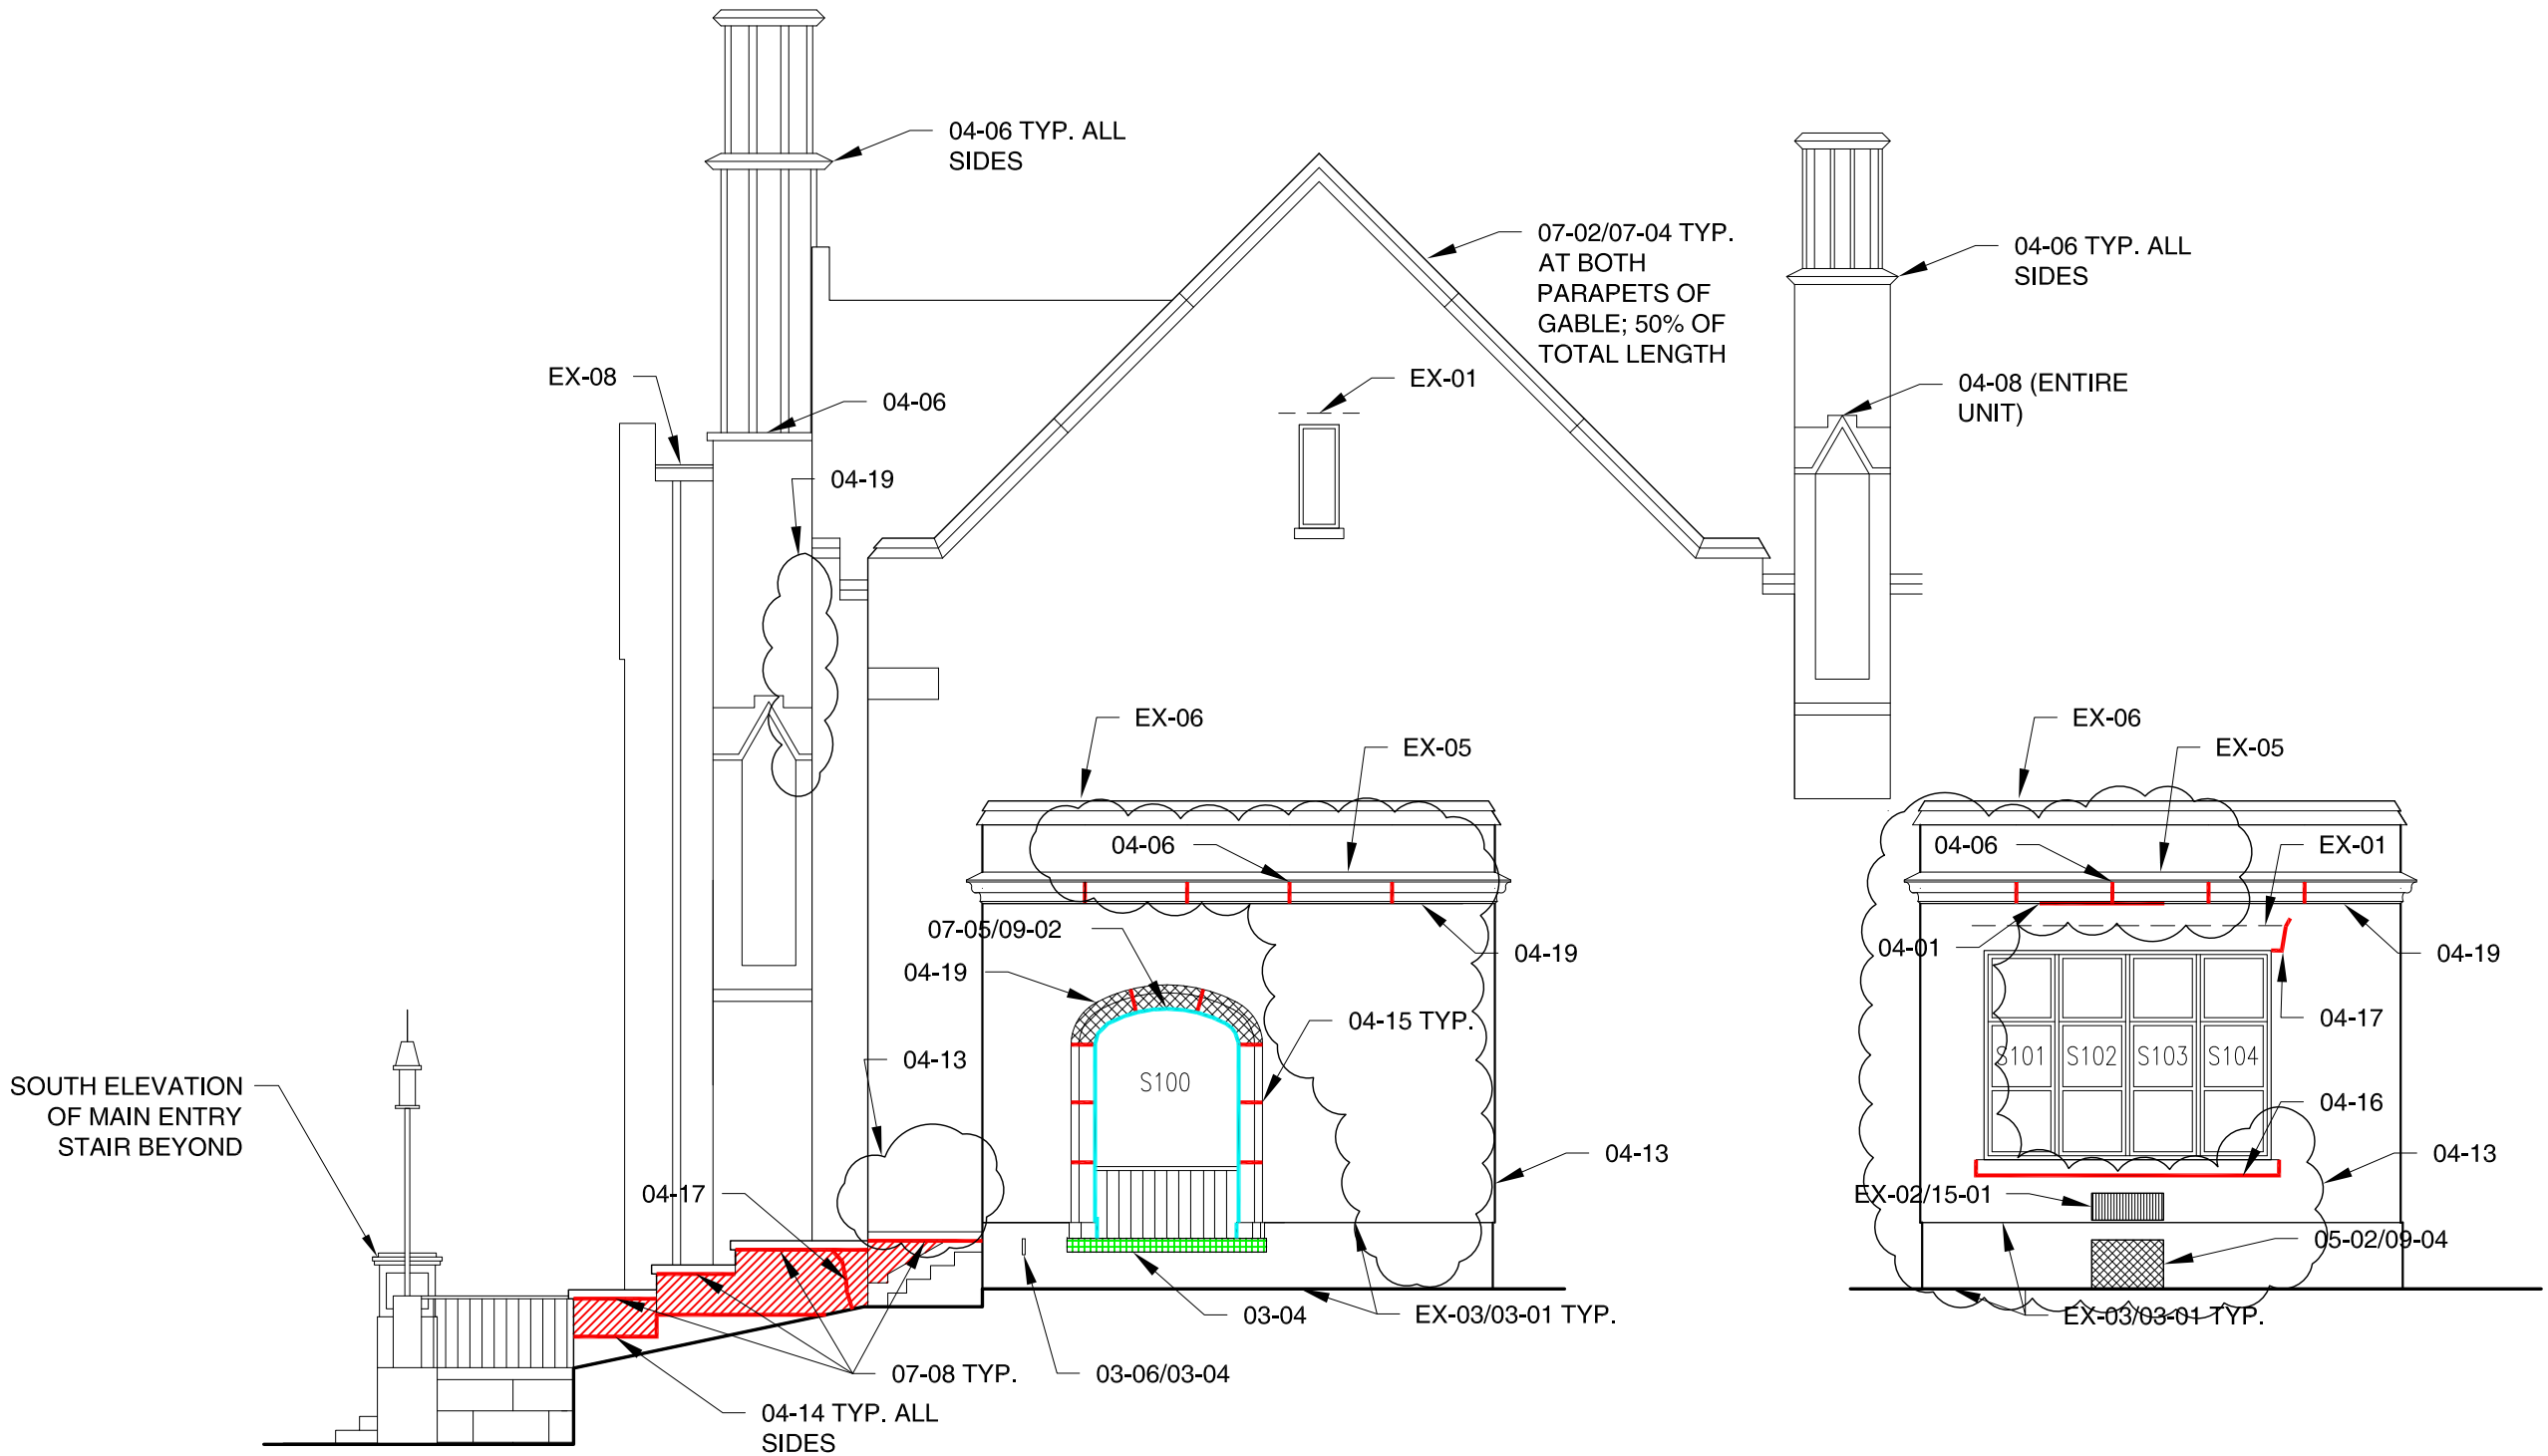 04-06 TYP. ALL
SIDES
07-02/07-04 TYP.
AT BOTH
PARAPETS OF
GABLE; 50% OF
TOTAL LENGTH
04-06 TYP. ALL
SIDES
EX-08
EX-01
04-08 (ENTIRE
UNIT)
04-06
04-19
EX-06
EX-05
EX-06
EX-05
04-06
04-06
EX-01
07-05/09-02
04-19
04-01
04-19
04-19
04-17
04-15 TYP.
04-13
S100
S101
S102
S103
S104
SOUTH ELEVATION
OF MAIN ENTRY
STAIR BEYOND
04-16
04-13
04-13
04-17
EX-02/15-01
05-02/09-04
03-04
EX-03/03-01 TYP.
EX-03/03-01 TYP.
07-08 TYP.
03-06/03-04
04-14 TYP. ALL
SIDES